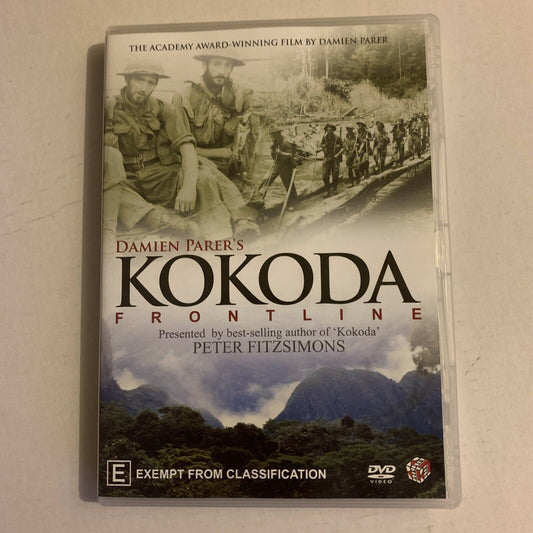 THE ACADEMY AWARD-WINNING FILM BY DAMIEN PARER
DAMIEN PARER'S
KOKODA
FRONTLINE
Presented by best-selling author of 'Kokoda'
PETER FITZSIMONS
E EXEMPT FROM CLASSIFICATION
DVD
VIDEO